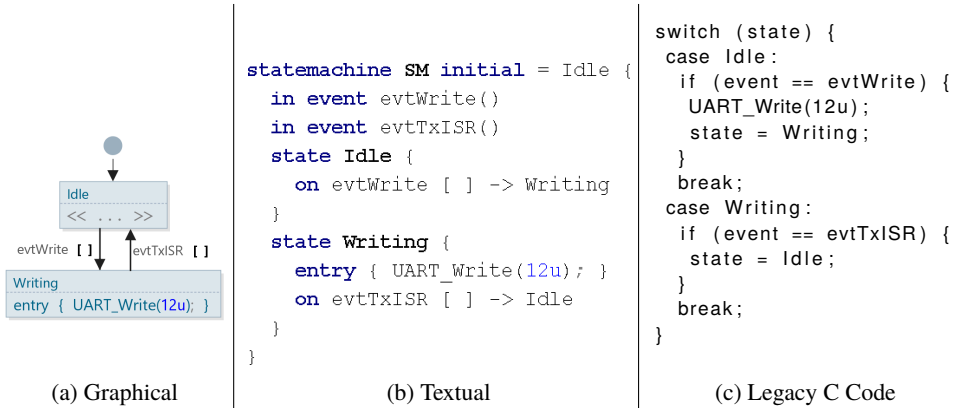 Idle
<< ... >>
evtWrite [ ]
evtTxISR [ ]
Writing
entry { UART_Write(12u); }
(a) Graphical
statemachine SM initial = Idle {
in event evtWrite()
in event evtTxISR()
state Idle {
on evtWrite [ ] -> Writing
}
state Writing {
entry { UART_Write(12u); }
on evtTxISR [ ] -> Idle
}
}
(b) Textual
switch (state) {
case Idle:
if (event == evtWrite) {
UART_Write(12u);
state = Writing;
}
break;
case Writing:
if (event == evtTxISR) {
state = Idle;
}
break;
}
(c) Legacy C Code